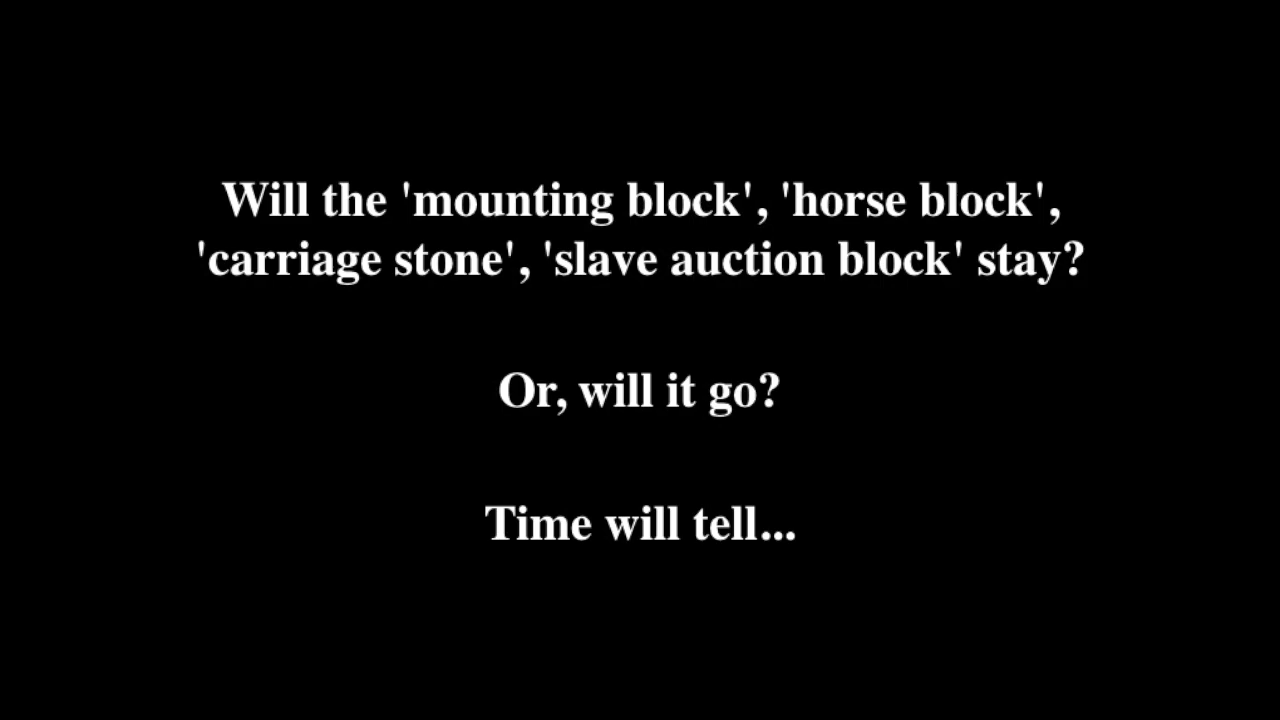 Will the 'mounting block', 'horse block',
'carriage stone', 'slave auction block' stay?
Or, will it go?
Time will tell...